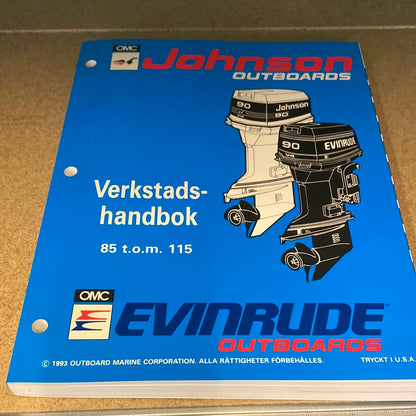 OMC
Johnson
OUTBOARDS
90
Johnson
90
90
EVINRUDE
Verkstads-
handbok
85 t.o.m. 115
OMC
EVINRUDE
OUTBOARDS
© 1993 OUTBOARD MARINE CORPORATION. ALLA RÄTTIGHETER FÖRBEHÅLLES. TRYCKT I U.S.A.